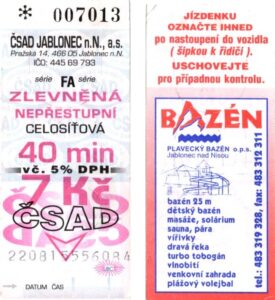 * 007013
ČSAD JABLONEC n.N., a.s.
Pražská 14, 466 05 Jablonec n.N.
IČO: 445 69 793
série FA série
ZLEVNĚNÁ
NEPŘESTUPNÍ
CELOSÍŤOVÁ
40 min
vč. 5% DPH
7 Kč
ČSAD
DATUM ČAS
JÍZDENKU
OZNAČTE IHNED
po nastoupení do vozidla
( šipkou k řidiči ).
USCHOVEJTE
pro případnou kontrolu.
BAZÉN
PLAVECKÝ BAZÉN o.p.s.
Jablonec nad Nisou
bazén 25 m
dětský bazén
masáže, solárium
sauna, pára
vířivky
dravá řeka
turbo tobogán
vlnobití
venkovní zahrada
plážový volejbal
tel: 483 319 328, fax: 483 312 311